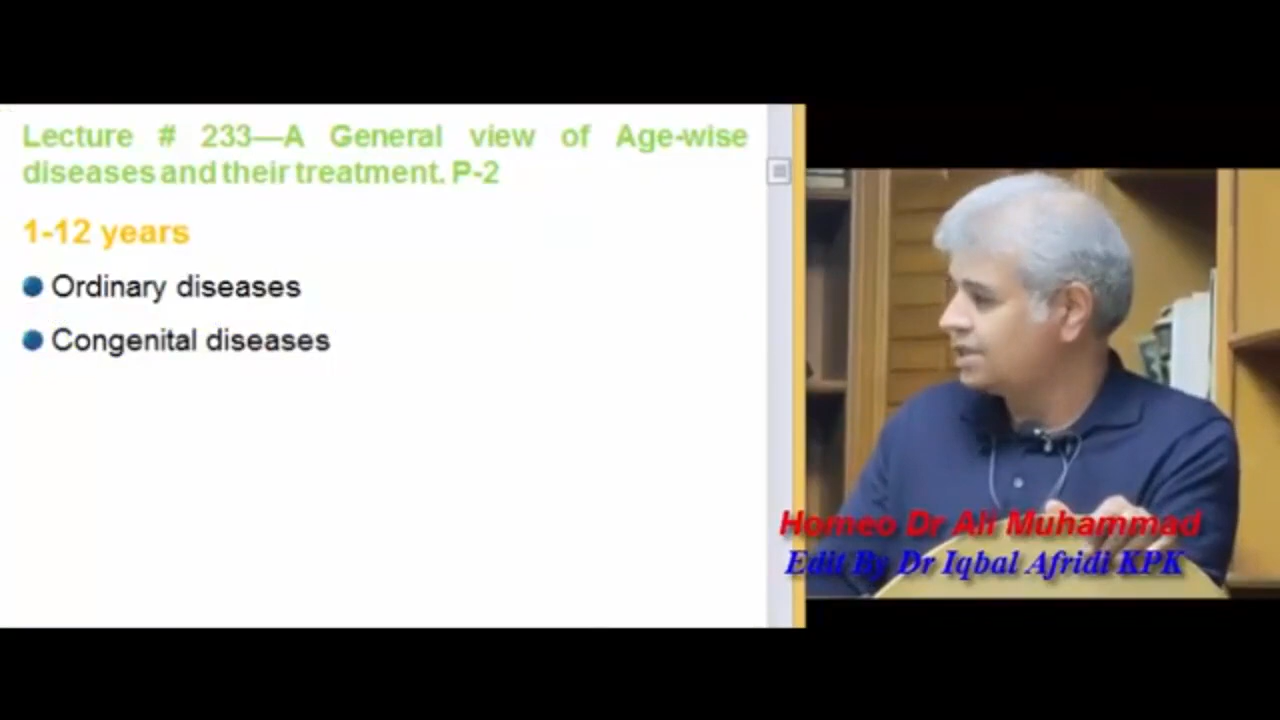 Lecture # 233—A General view of Age-wise
diseases and their treatment. P-2
1-12 years
Ordinary diseases
Congenital diseases
Homeo Dr Ali Muhammad
Edit By Dr Iqbal Afridi KPK